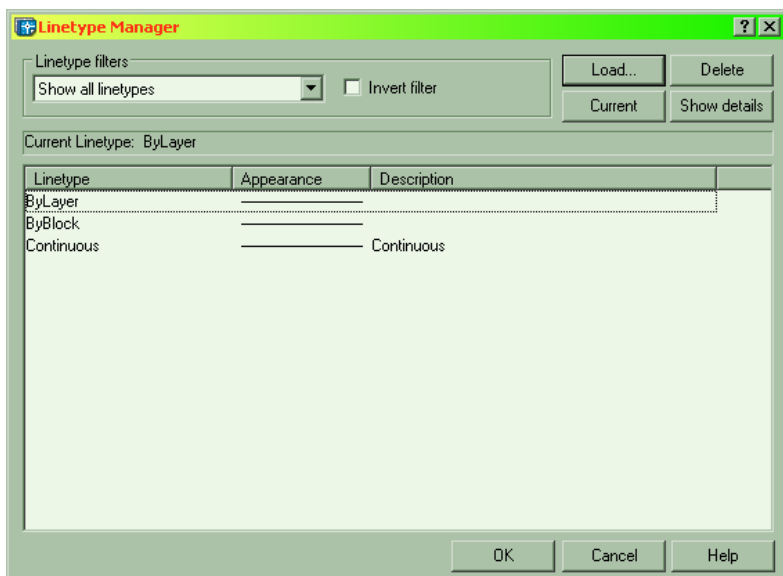 Linetype Manager
?
Linetype filters
Show all linetypes
Invert filter
Load...
Delete
Current
Show details
Current Linetype: ByLayer
Linetype Appearance Description
ByLayer
ByBlock
Continuous Continuous
OK Cancel Help